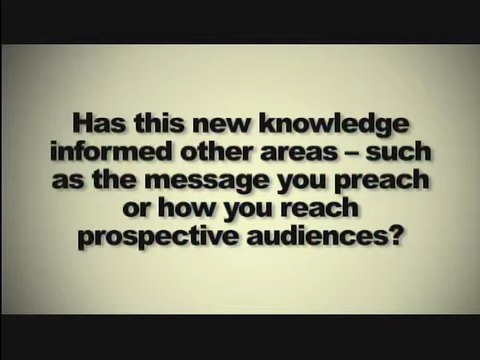 Has this new knowledge
informed other areas – such
as the message you preach
or how you reach
prospective audiences?